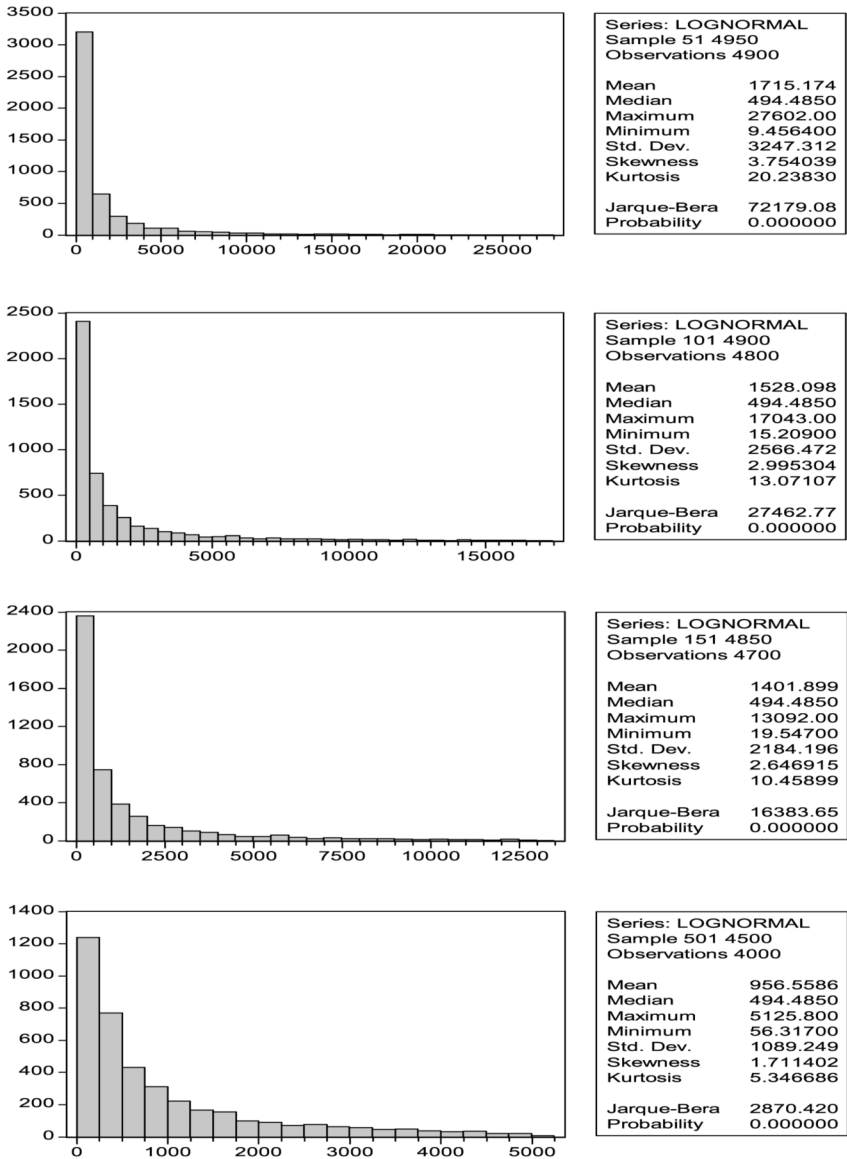 3500
3000
2500
2000
1500
1000
500
0
0 5000 10000 15000 20000 25000
Series: LOGNORMAL
Sample 51 4950
Observations 4900
Mean 1715.174
Median 494.4850
Maximum 27602.00
Minimum 9.456400
Std. Dev. 3247.312
Skewness 3.754039
Kurtosis 20.23830
Jarque-Bera 72179.08
Probability 0.000000
2500
2000
1500
1000
500
0
0 5000 10000 15000
Series: LOGNORMAL
Sample 101 4900
Observations 4800
Mean 1528.098
Median 494.4850
Maximum 17043.00
Minimum 15.20900
Std. Dev. 2566.472
Skewness 2.995304
Kurtosis 13.07107
Jarque-Bera 27462.77
Probability 0.000000
2400
2000
1600
1200
800
400
0
0 2500 5000 7500 10000 12500
Series: LOGNORMAL
Sample 151 4850
Observations 4700
Mean 1401.899
Median 494.4850
Maximum 13092.00
Minimum 19.54700
Std. Dev. 2184.196
Skewness 2.646915
Kurtosis 10.45899
Jarque-Bera 16383.65
Probability 0.000000
1400
1200
1000
800
600
400
200
0
0 1000 2000 3000 4000 5000
Series: LOGNORMAL
Sample 501 4500
Observations 4000
Mean 956.5586
Median 494.4850
Maximum 5125.800
Minimum 56.31700
Std. Dev. 1089.249
Skewness 1.711402
Kurtosis 5.346686
Jarque-Bera 2870.420
Probability 0.000000